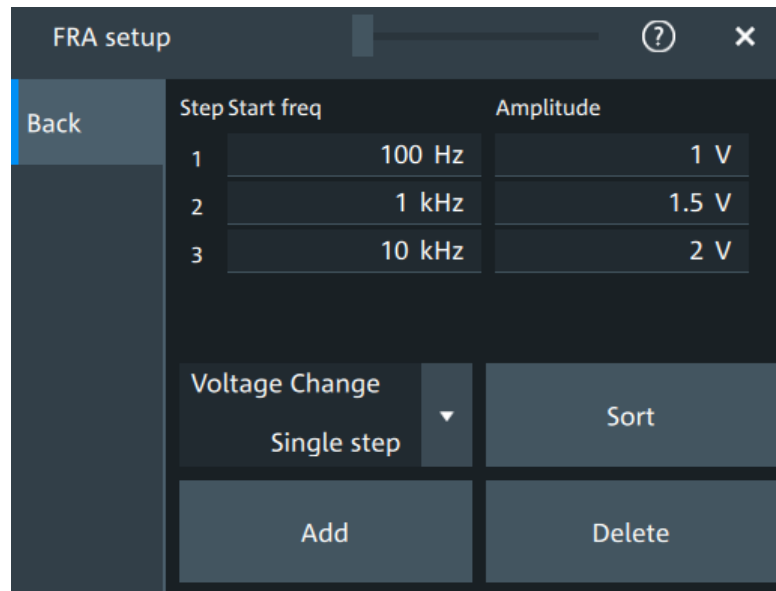 FRA setup ? ×
Back
Step Start freq Amplitude
1 100 Hz 1 V
2 1 kHz 1.5 V
3 10 kHz 2 V
Voltage Change
Single step
Sort
Add
Delete